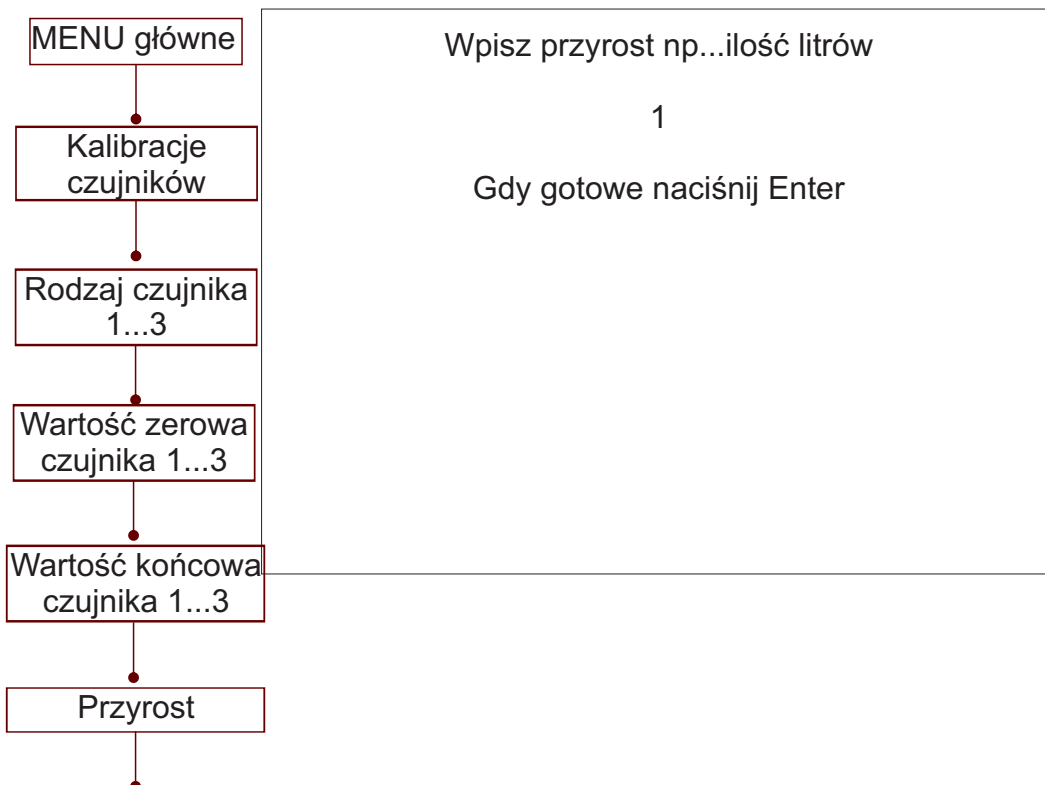 MENU główne
Kalibracje
czujników
Rodzaj czujnika
1...3
Wartość zerowa
czujnika 1...3
Wartość końcowa
czujnika 1...3
Przyrost
Wpisz przyrost np...ilość litrów
1
Gdy gotowe naciśnij Enter